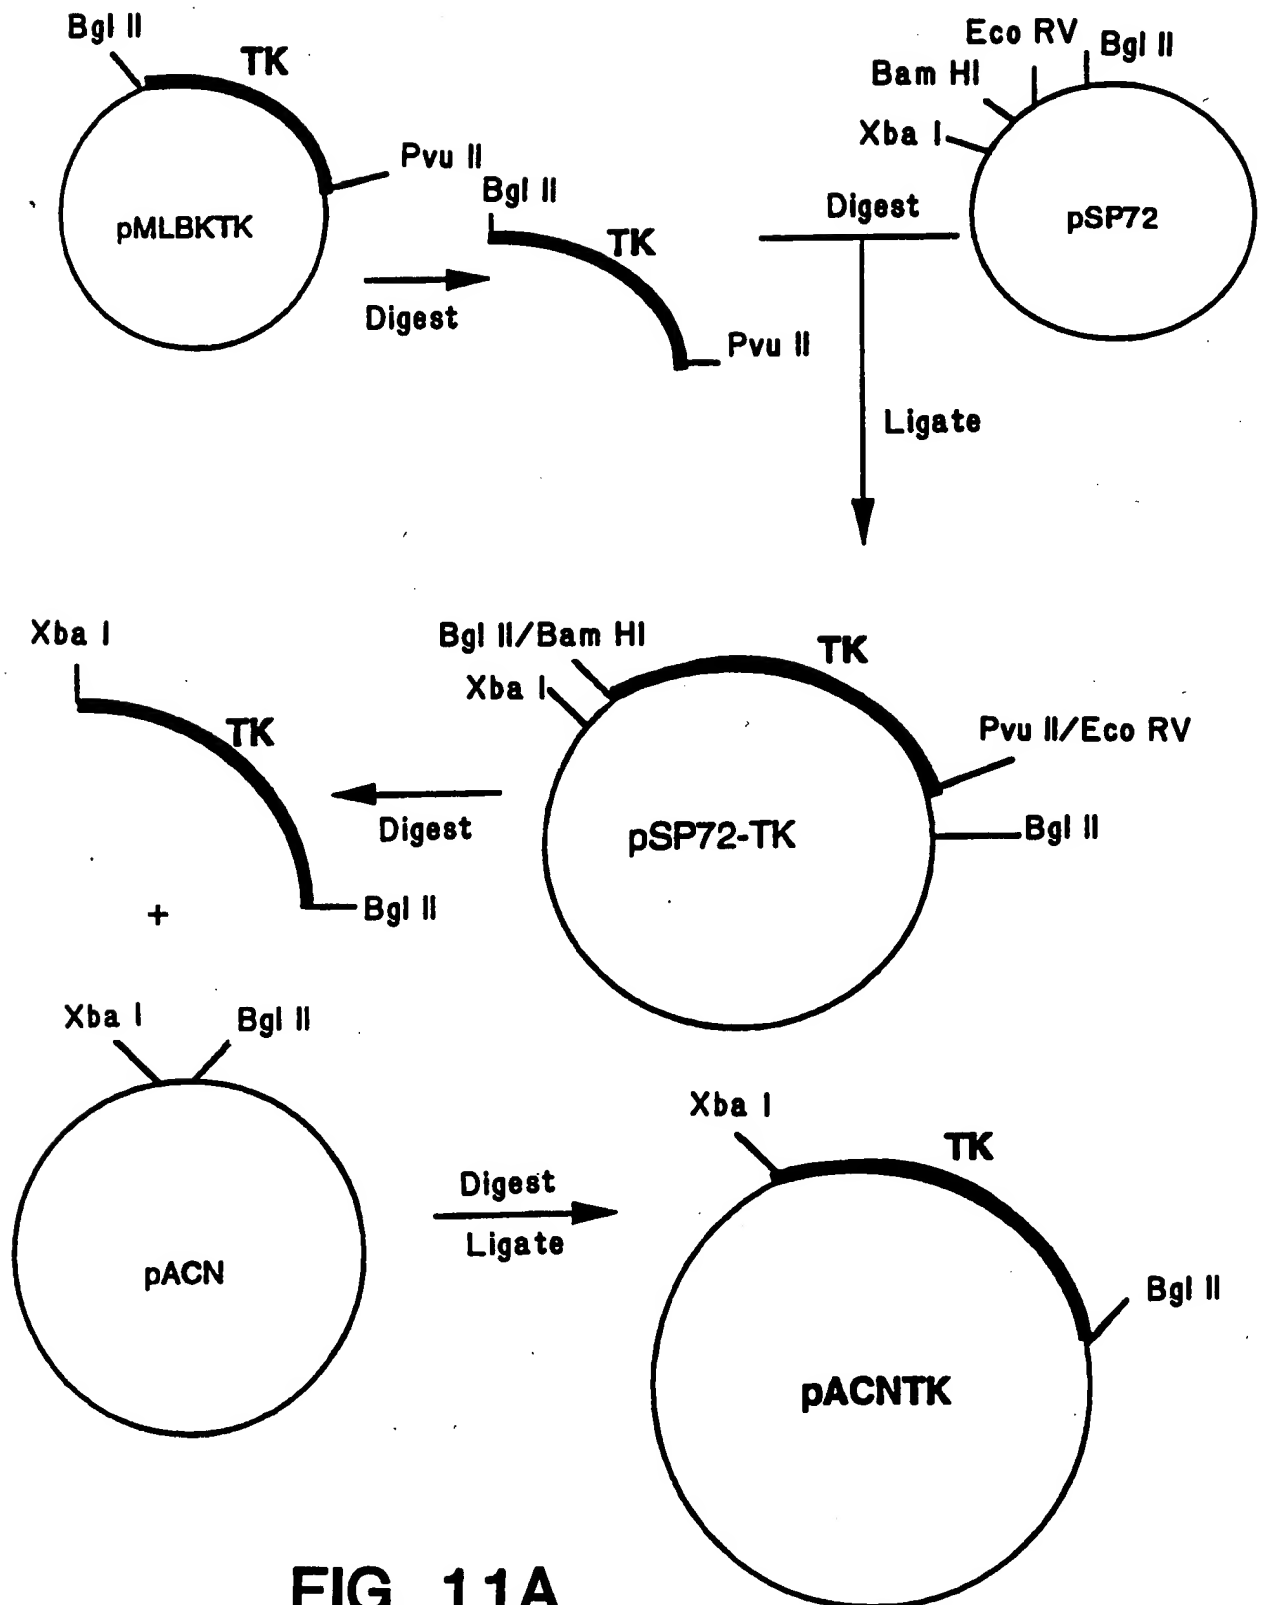 Bgl II
TK
Pvu II
pMLBKTK
Digest
Bgl II
TK
Pvu II
Eco RV
Bgl II
Bam HI
Xba I
pSP72
Digest
Ligate
Xba I
TK
Bgl II
Bgl II/Bam HI
TK
Xba I
Pvu II/Eco RV
Bgl II
pSP72-TK
Digest
+
Xba I
Bgl II
pACN
Digest
Ligate
Xba I
TK
Bgl II
pACNTK
FIG 11A